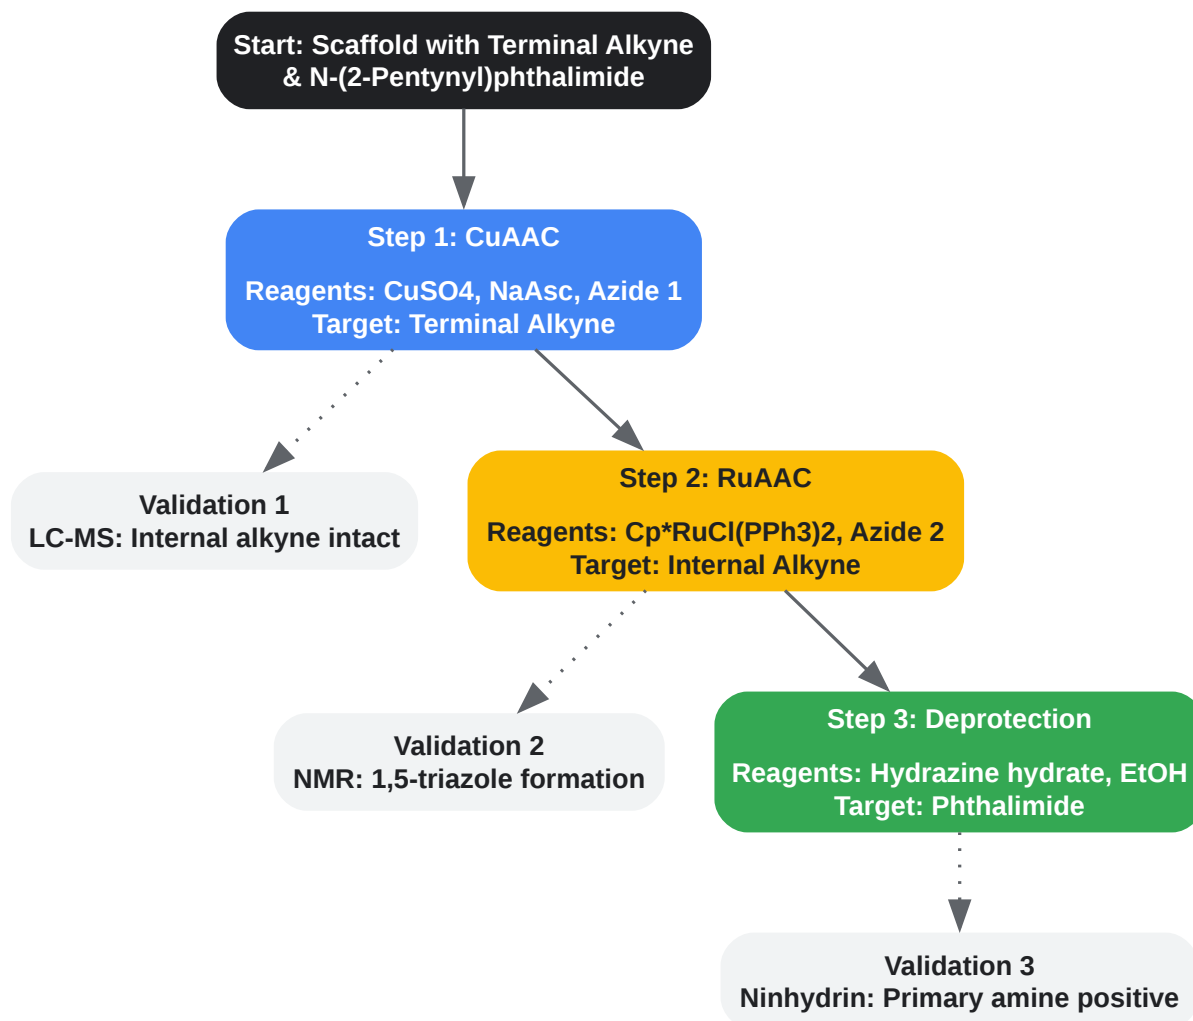 Start: Scaffold with Terminal Alkyne
& N-(2-Pentynyl)phthalimide
Step 1: CuAAC
Reagents: CuSO4, NaAsc, Azide 1
Target: Terminal Alkyne
Validation 1
LC-MS: Internal alkyne intact
Step 2: RuAAC
Reagents: Cp*RuCl(PPh3)2, Azide 2
Target: Internal Alkyne
Validation 2
NMR: 1,5-triazole formation
Step 3: Deprotection
Reagents: Hydrazine hydrate, EtOH
Target: Phthalimide
Validation 3
Ninhydrin: Primary amine positive